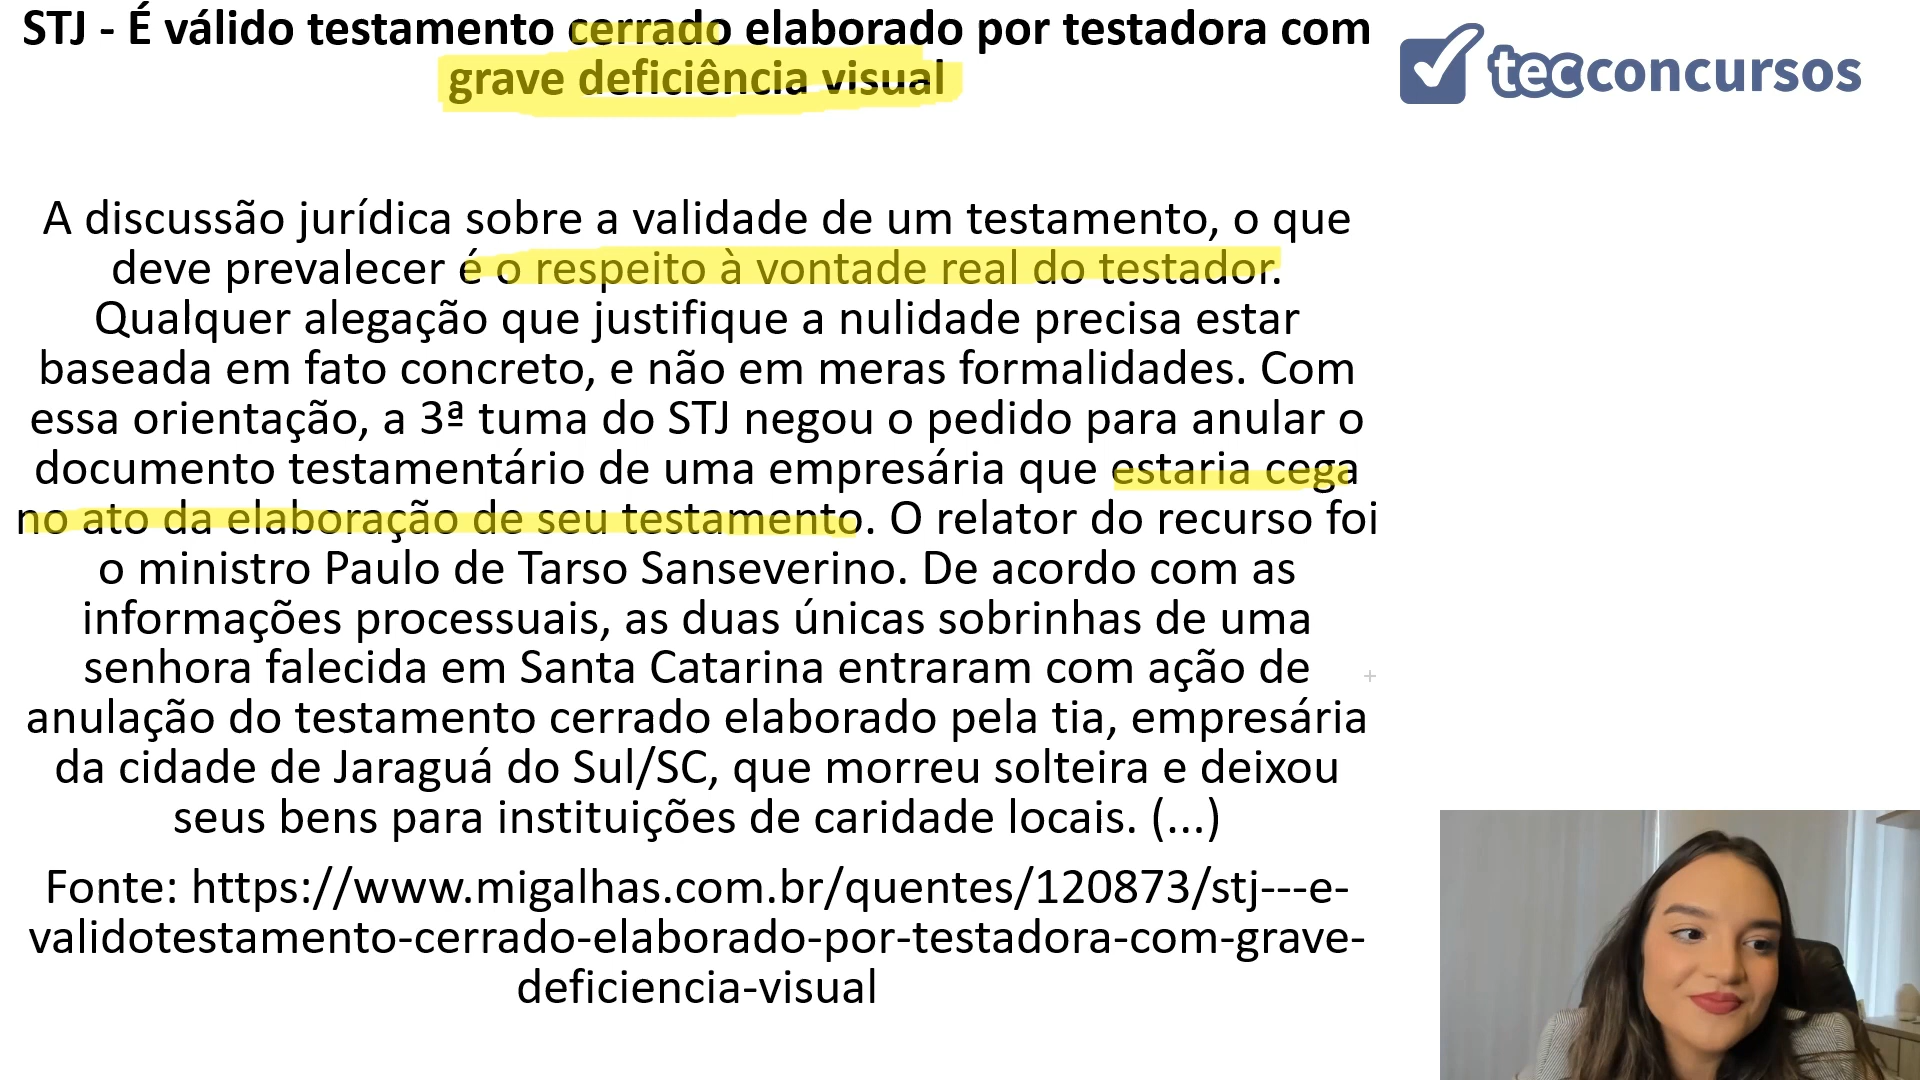 STJ - É válido testamento cerrado elaborado por testadora com
grave deficiência visual
tecconcursos
A discussão jurídica sobre a validade de um testamento, o que
deve prevalecer é o respeito à vontade real do testador.
Qualquer alegação que justifique a nulidade precisa estar
baseada em fato concreto, e não em meras formalidades. Com
essa orientação, a 3ª tuma do STJ negou o pedido para anular o
documento testamentário de uma empresária que estaria cega
no ato da elaboração de seu testamento. O relator do recurso foi
o ministro Paulo de Tarso Sanseverino. De acordo com as
informações processuais, as duas únicas sobrinhas de uma
senhora falecida em Santa Catarina entraram com ação de
anulação do testamento cerrado elaborado pela tia, empresária
da cidade de Jaraguá do Sul/SC, que morreu solteira e deixou
seus bens para instituições de caridade locais. (...)
Fonte: https://www.migalhas.com.br/quentes/120873/stj---e-
validotestamento-cerrado-elaborado-por-testadora-com-grave-
deficiencia-visual